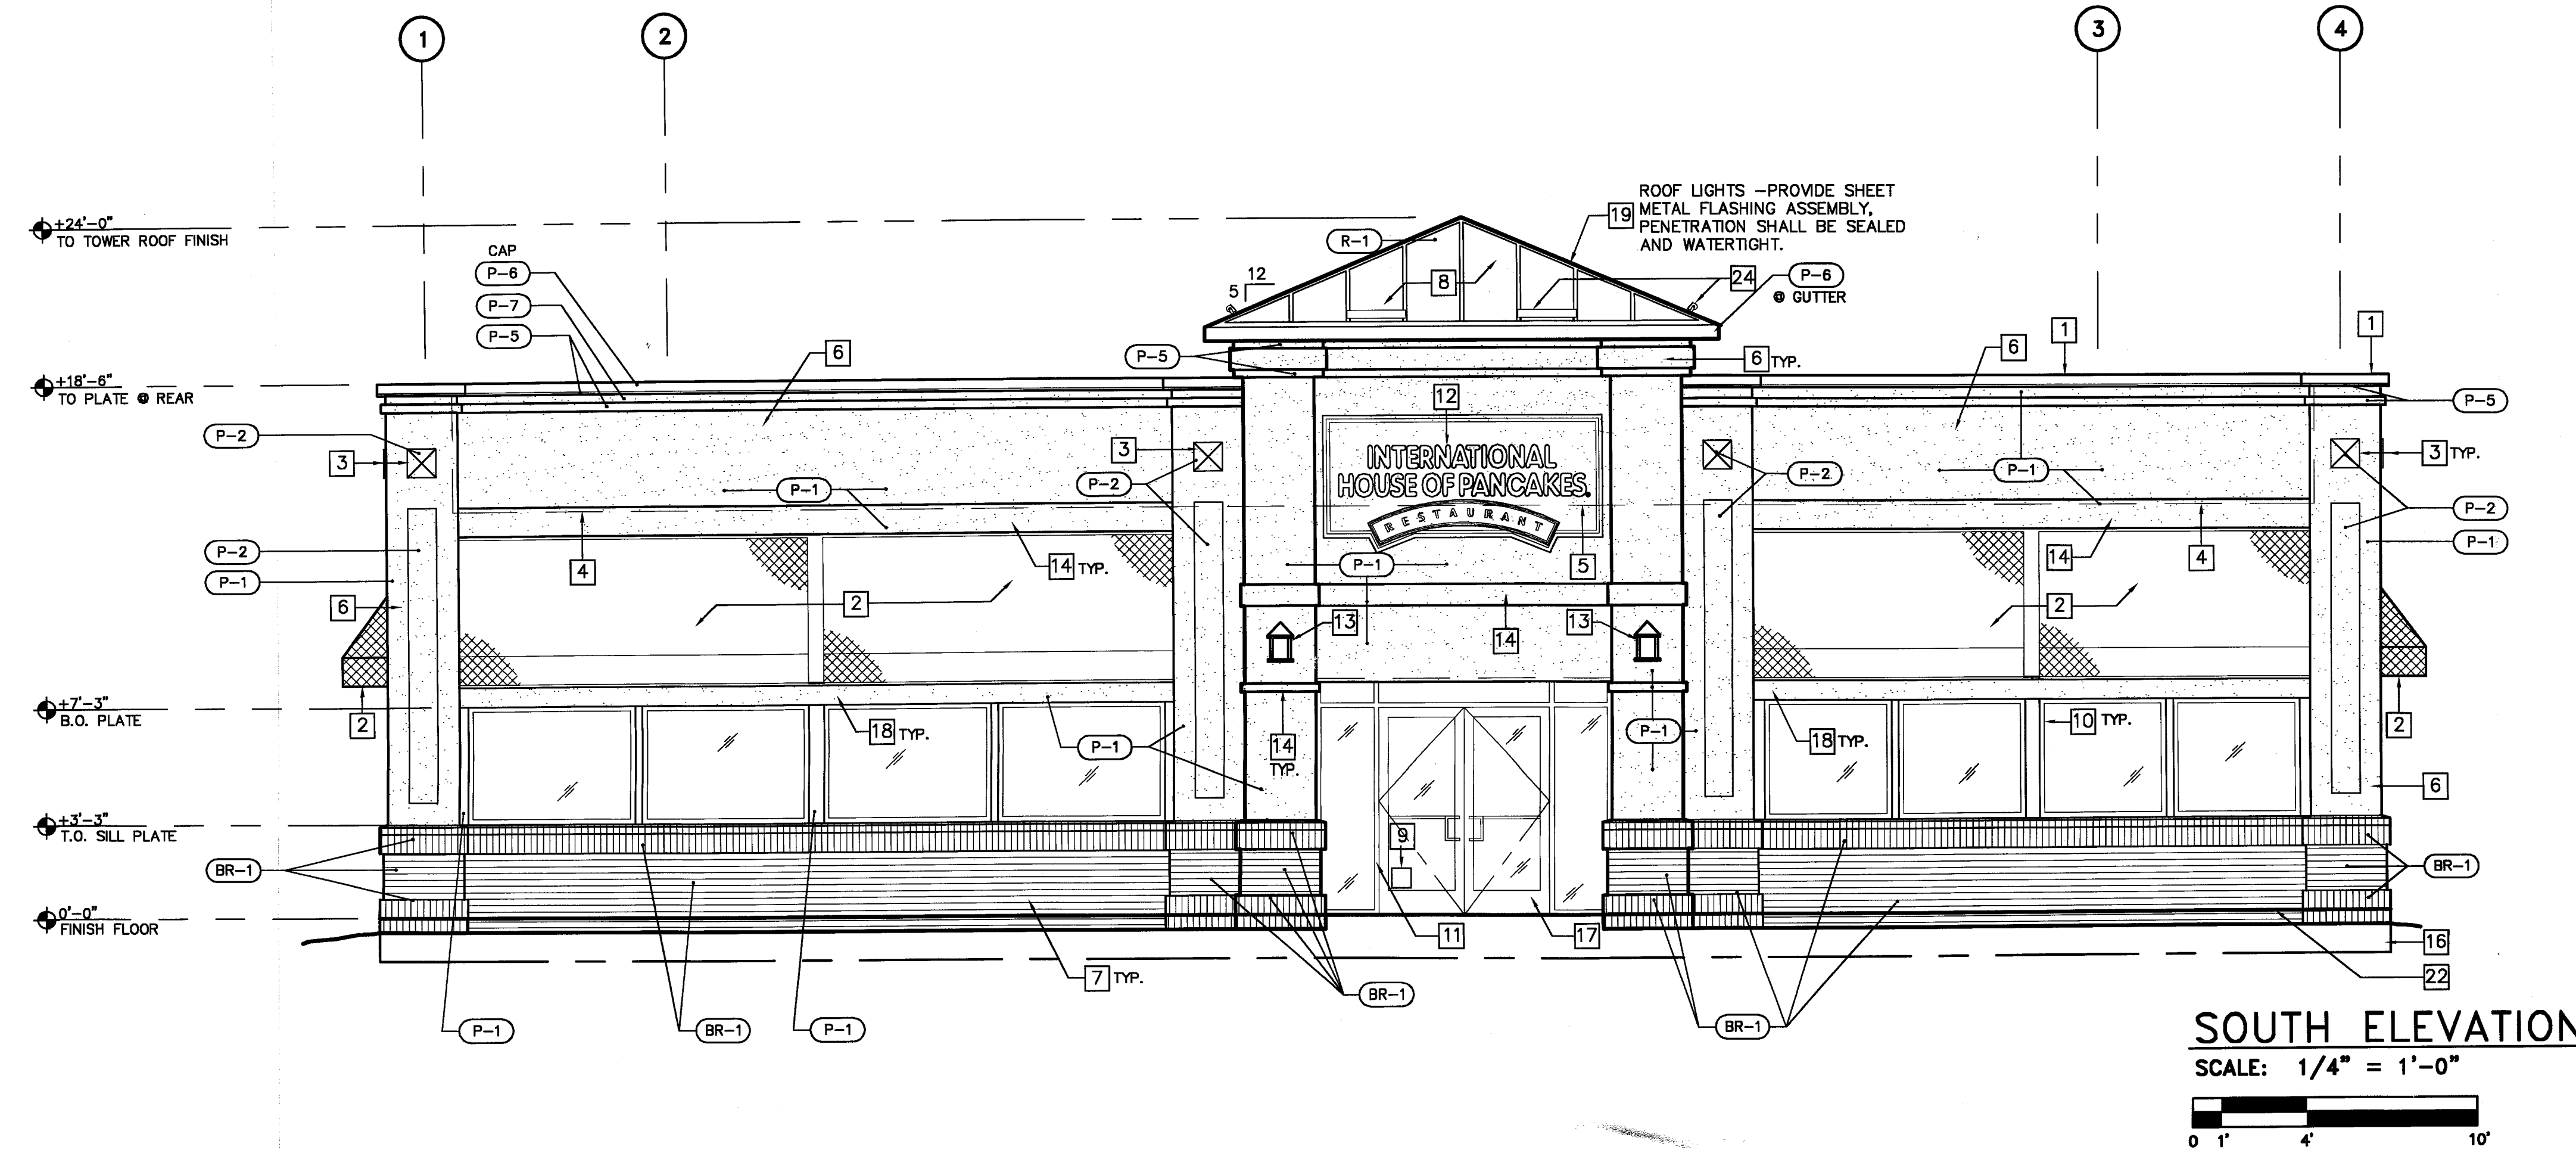 1
2
3
4
+24'-0"
TO TOWER ROOF FINISH
CAP
P-6
P-7
P-5
6
+18'-6"
TO PLATE @ REAR
R-1
12
5
8
P-5
19
ROOF LIGHTS -PROVIDE SHEET
METAL FLASHING ASSEMBLY,
PENETRATION SHALL BE SEALED
AND WATERTIGHT.
24
P-6
@ GUTTER
6 TYP.
6
1
1
P-2
3
P-1
3
P-2
12
INTERNATIONAL
HOUSE OF PANCAKES.
RESTAURANT
P-2
P-1
P-5
3 TYP.
P-2
P-1
P-2
P-1
6
4
14 TYP.
2
P-1
5
14
4
2
13
14
13
2
+7'-3"
B.O. PLATE
18 TYP.
P-1
14
TYP.
P-1
18 TYP.
10 TYP.
2
6
+3'-3"
T.O. SILL PLATE
9
BR-1
BR-1
0'-0"
FINISH FLOOR
11
17
16
22
7 TYP.
BR-1
P-1
BR-1
P-1
BR-1
SOUTH ELEVATION
SCALE: 1/4" = 1'-0"
0 1' 4' 10'